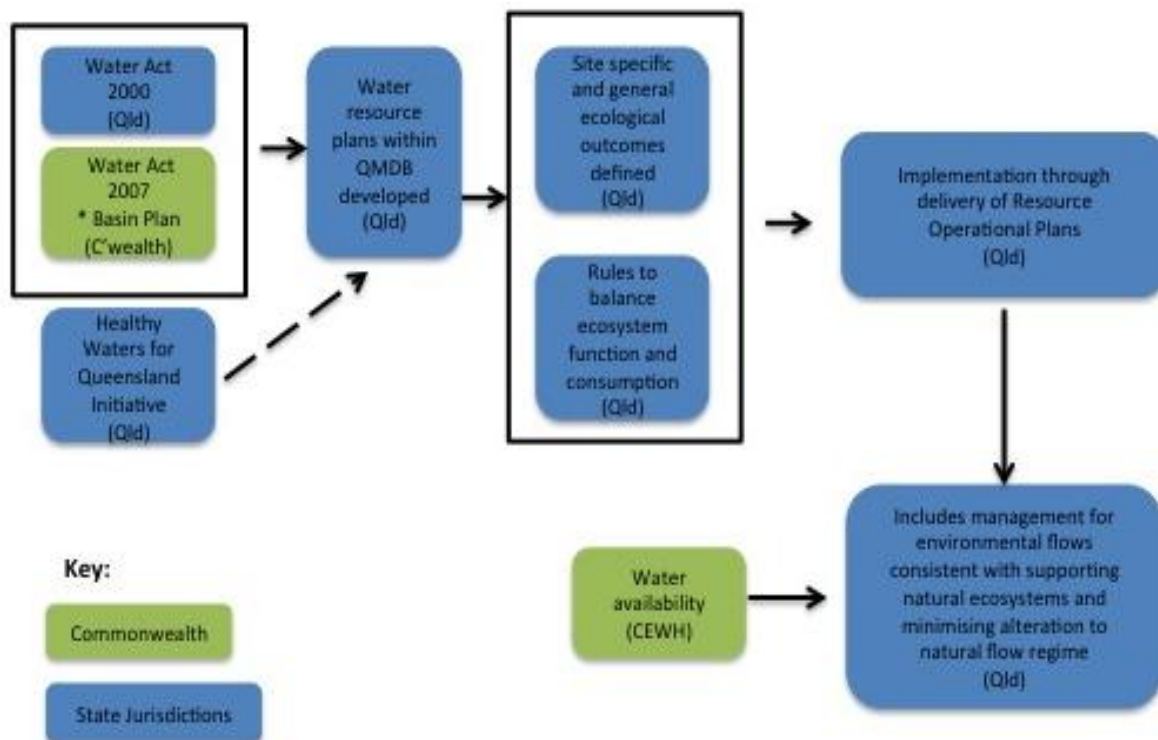 Water Act
2000
(Qld)
Water Act
2007
* Basin Plan
(C'wealth)
Healthy
Waters for
Queensland
Initiative
(Qld)
Water
resource
plans within
QMDB
developed
(Qld)
Site specific
and general
ecological
outcomes
defined
(Qld)
Rules to
balance
ecosystem
function and
consumption
(Qld)
Implementation through
delivery of Resource
Operational Plans
(Qld)
Water
availability
(CEWH)
Includes management for
environmental flows
consistent with supporting
natural ecosystems and
minimising alteration to
natural flow regime
(Qld)
Key:
Commonwealth
State Jurisdictions